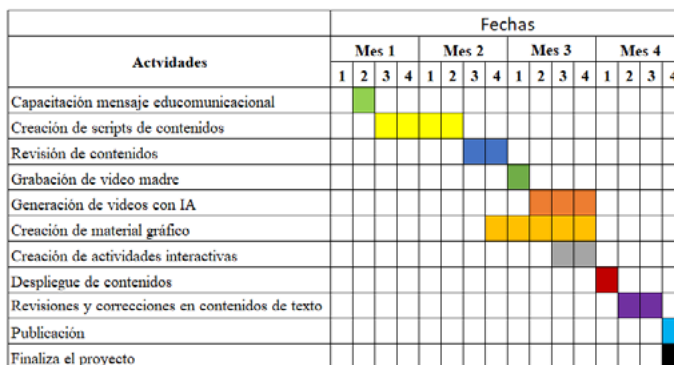 Fechas
Actvidades
Mes 1 Mes 2 Mes 3 Mes 4
1 2 3 4 1 2 3 4 1 2 3 4 1 2 3 4
Capacitación mensaje educomunicacional
Creación de scripts de contenidos
Revisión de contenidos
Grabación de video madre
Generación de videos con IA
Creación de material gráfico
Creación de actividades interactivas
Despliegue de contenidos
Revisiones y correcciones en contenidos de texto
Publicación
Finaliza el proyecto